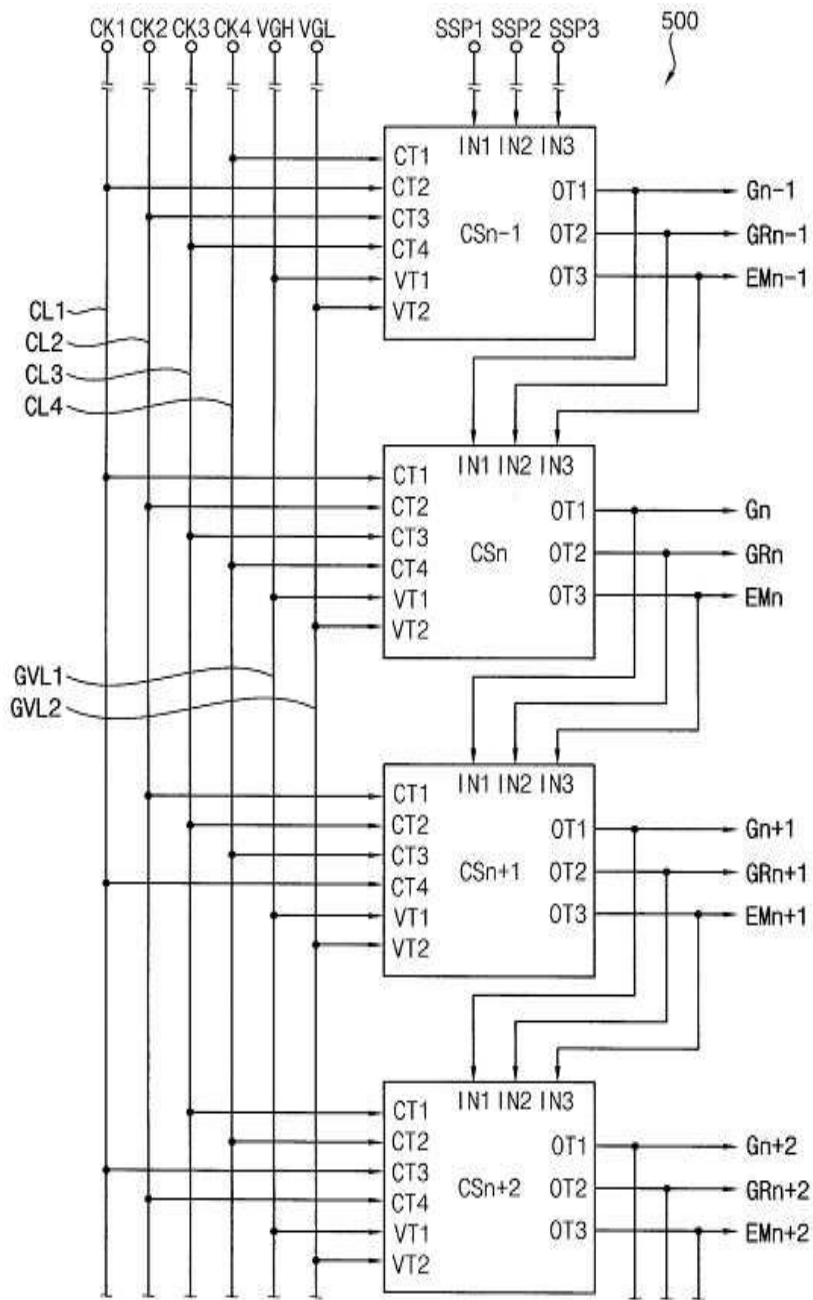 CK1 CK2 CK3 CK4 VGH VGL SSP1 SSP2 SSP3 500
IN1 IN2 IN3
CT1
CT2 OT1 Gn-1
CT3
CSn-1 OT2 GRn-1
CT4
VT1 OT3 EMn-1
VT2
CL1
CL2
CL3
CL4
IN1 IN2 IN3
CT1
CT2 OT1 Gn
CT3
CSn OT2 GRn
CT4
VT1 OT3 EMn
VT2
GVL1
GVL2
IN1 IN2 IN3
CT1
CT2 OT1 Gn+1
CT3
CSn+1 OT2 GRn+1
CT4
VT1 OT3 EMn+1
VT2
IN1 IN2 IN3
CT1
CT2 OT1 Gn+2
CT3
CSn+2 OT2 GRn+2
CT4
VT1 OT3 EMn+2
VT2